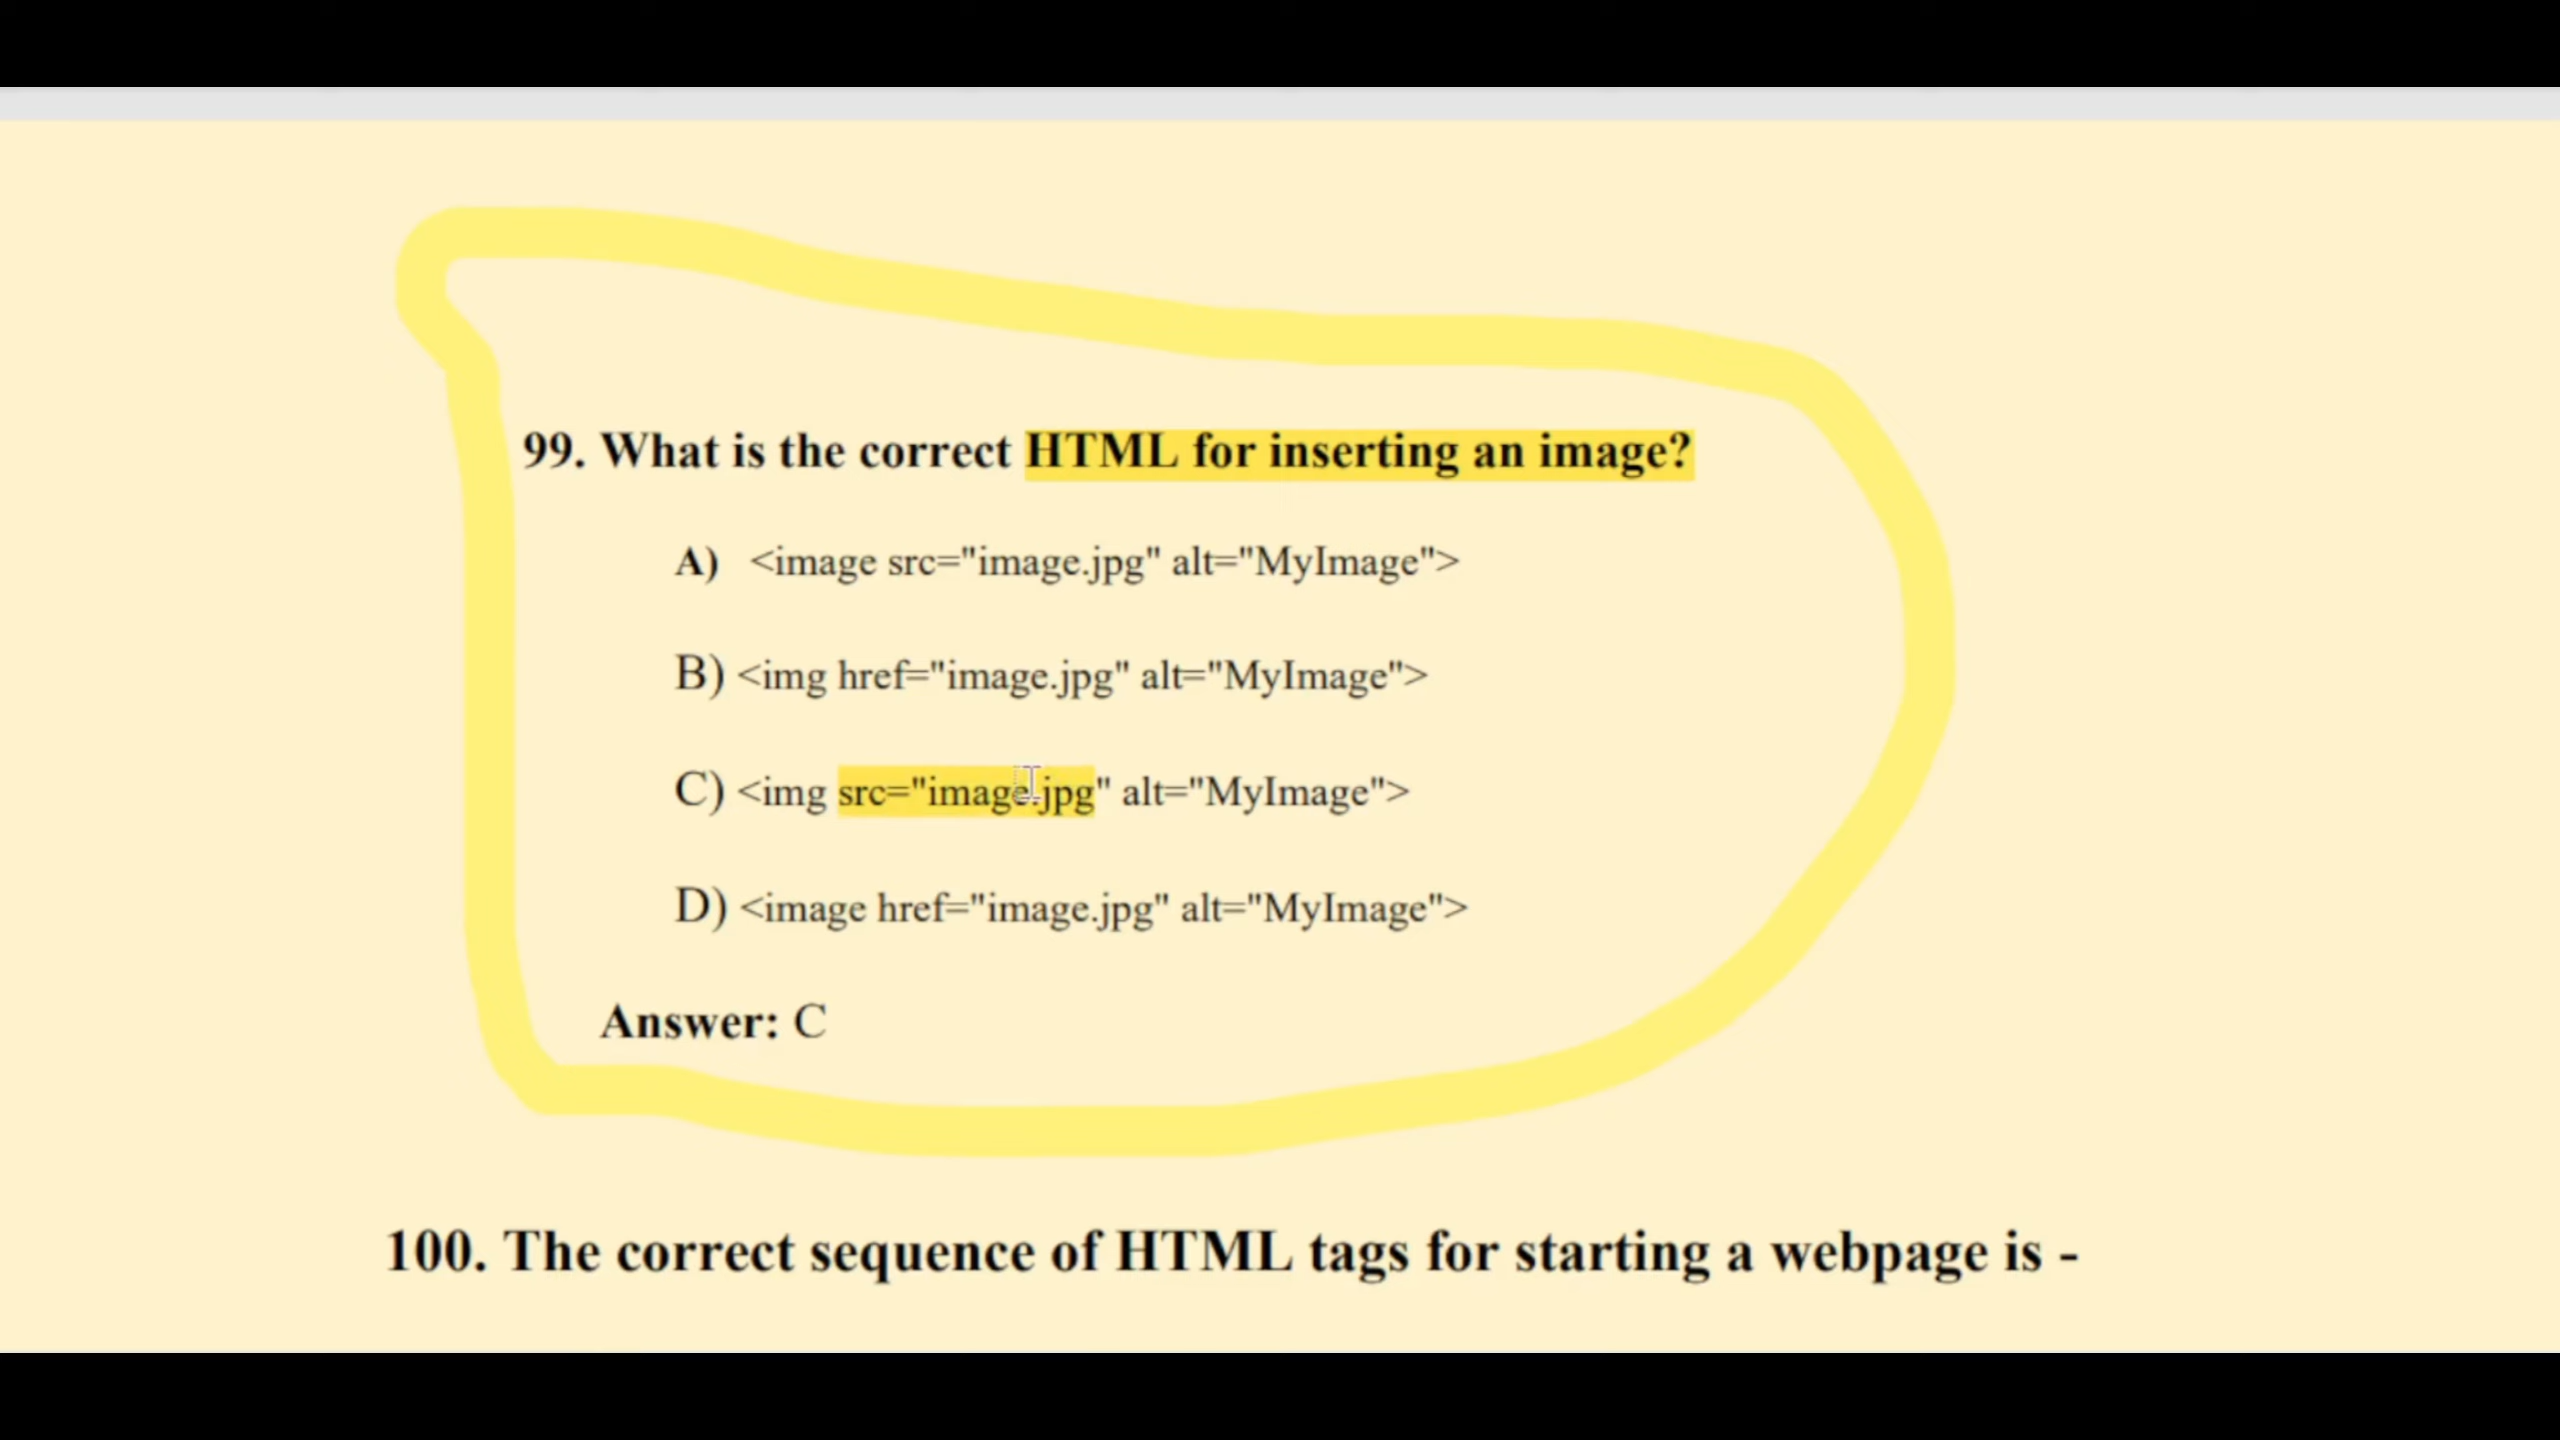 99. What is the correct HTML for inserting an image?
A) <image src="image.jpg" alt="MyImage">
B) <img href="image.jpg" alt="MyImage">
C) <img src="image.jpg" alt="MyImage">
D) <image href="image.jpg" alt="MyImage">
Answer: C
100. The correct sequence of HTML tags for starting a webpage is -